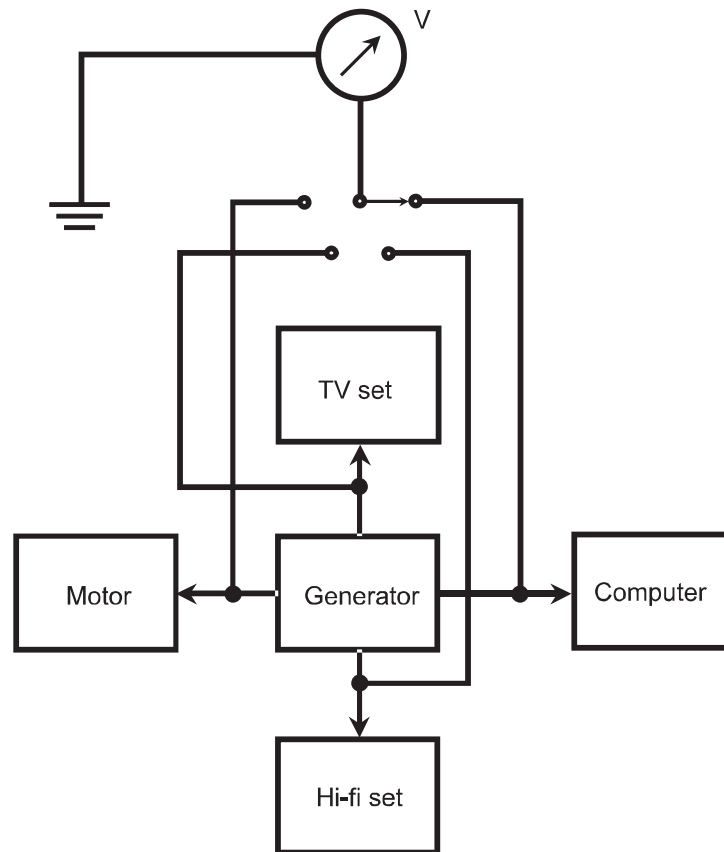 V
TV set
Motor
Generator
Computer
Hi-fi set